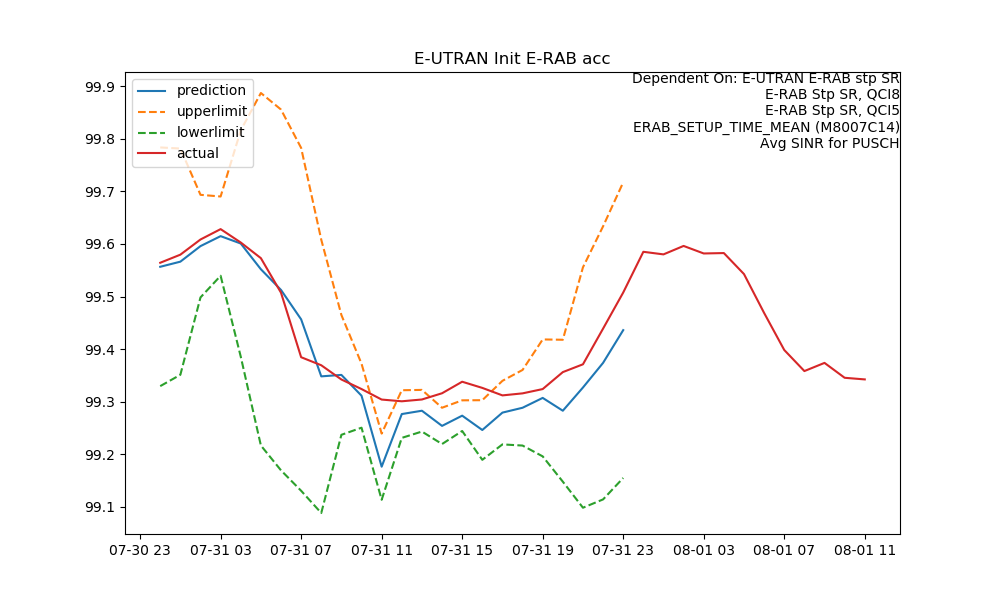 E-UTRAN Init E-RAB acc
Dependent On: E-UTRAN E-RAB stp SR
E-RAB Stp SR, QCI8
E-RAB Stp SR, QCI5
ERAB_SETUP_TIME_MEAN (M8007C14)
Avg SINR for PUSCH
prediction
upperlimit
lowerlimit
actual
99.9
99.8
99.7
99.6
99.5
99.4
99.3
99.2
99.1
07-30 23 07-31 03 07-31 07 07-31 11 07-31 15 07-31 19 07-31 23 08-01 03 08-01 07 08-01 11